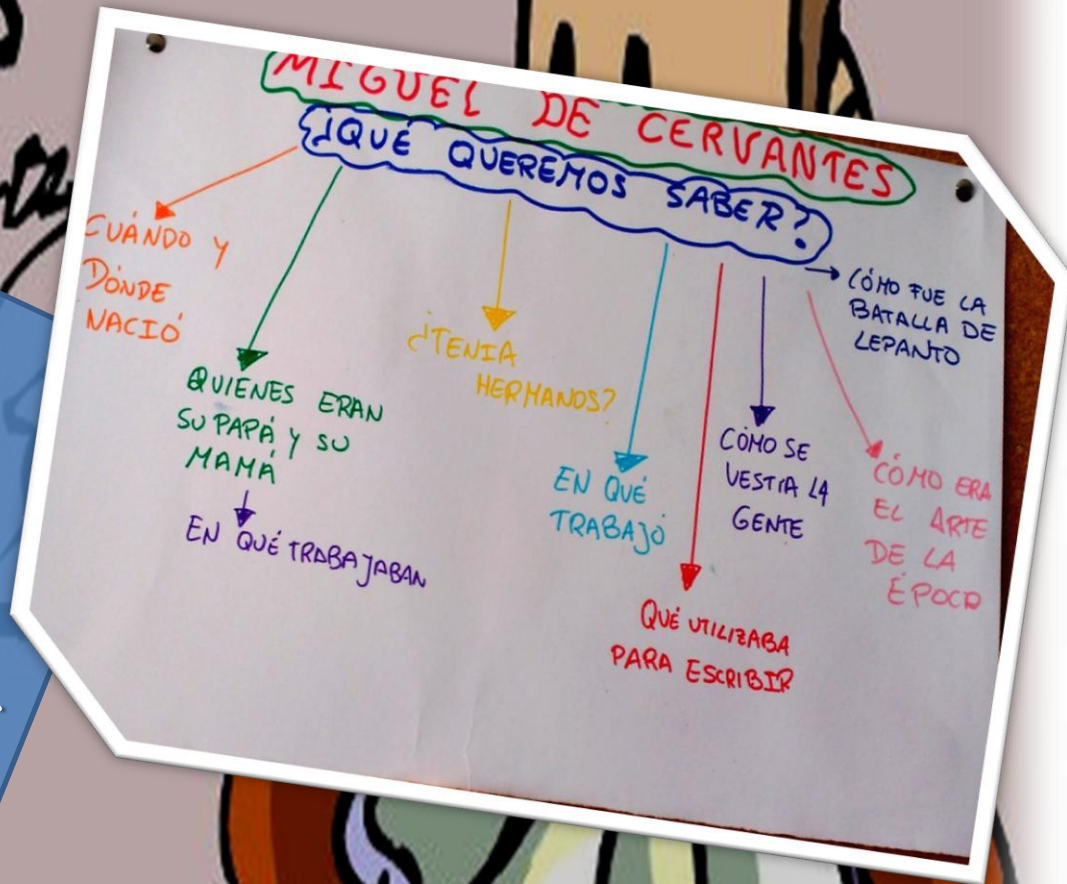 MIGUEL DE CERVANTES
¿QUÉ QUEREMOS SABER?
CUÁNDO Y
DÓNDE
NACIÓ
QUIENES ERAN
SU PAPÁ Y SU
MAMÁ
EN QUÉ TRABAJABAN
¿TENIA
HERMANOS?
EN QUÉ
TRABAJÓ
QUÉ UTILIZABA
PARA ESCRIBIR
CÓMO SE
VESTIA LA
GENTE
CÓMO ERA
EL ARTE
DE LA
ÉPOCA
CÓMO FUE LA
BATALLA DE
LEPANTO